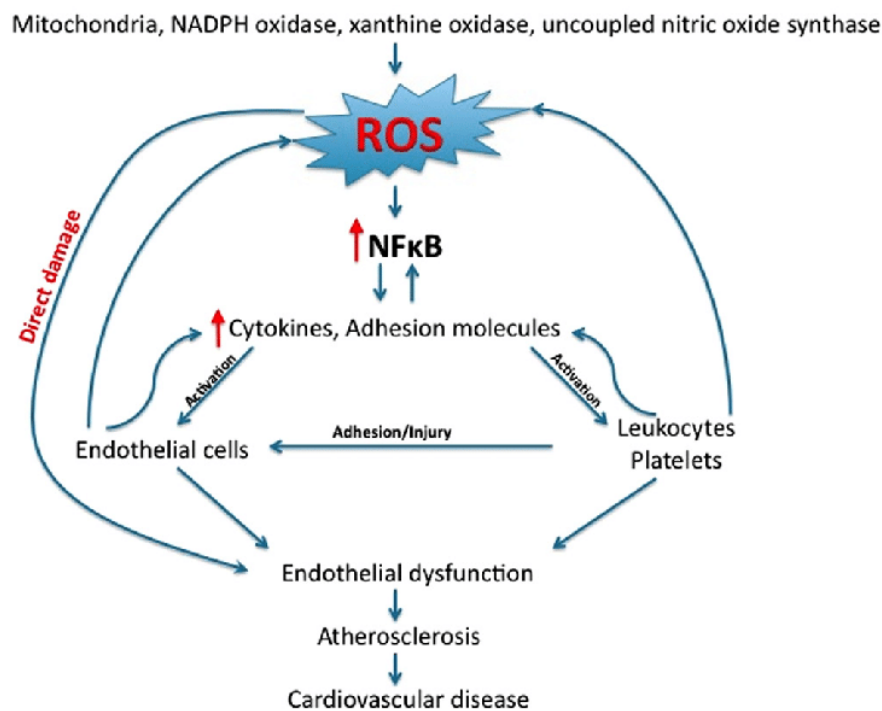 Mitochondria, NADPH oxidase, xanthine oxidase, uncoupled nitric oxide synthase
ROS
Direct damage
NFκB
Cytokines, Adhesion molecules
Activation
Activation
Endothelial cells
Adhesion/Injury
Leukocytes
Platelets
Endothelial dysfunction
Atherosclerosis
Cardiovascular disease